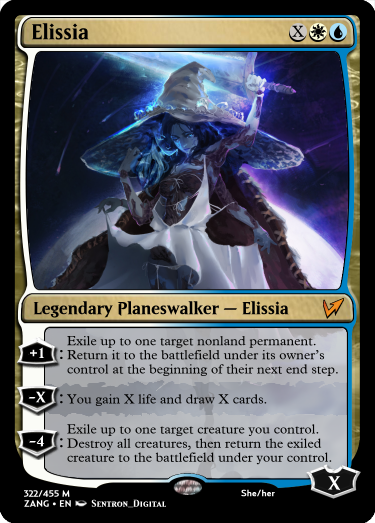 Elissia X
Legendary Planeswalker — Elissia
+1: Exile up to one target nonland permanent.
Return it to the battlefield under its owner's
control at the beginning of their next end step.
-X: You gain X life and draw X cards.
-4: Exile up to one target creature you control.
Destroy all creatures, then return the exiled
creature to the battlefield under your control.
X
322/455 M She/her
ZANG • EN Sentron_Digital